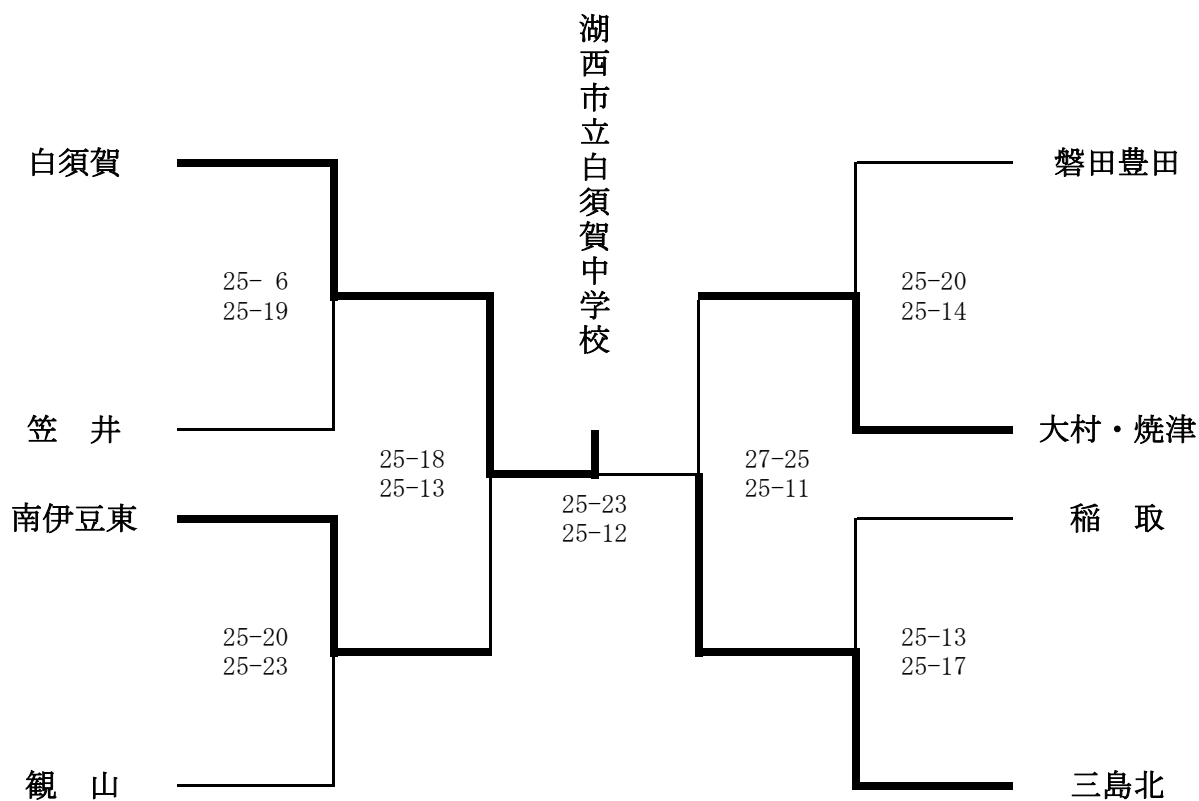 湖西市立白須賀中学校
白須賀
磐田豊田
25- 6
25-19
25-20
25-14
笠　井
大村・焼津
25-18
25-13
27-25
25-11
25-23
25-12
南伊豆東
稲　取
25-20
25-23
25-13
25-17
観　山
三島北